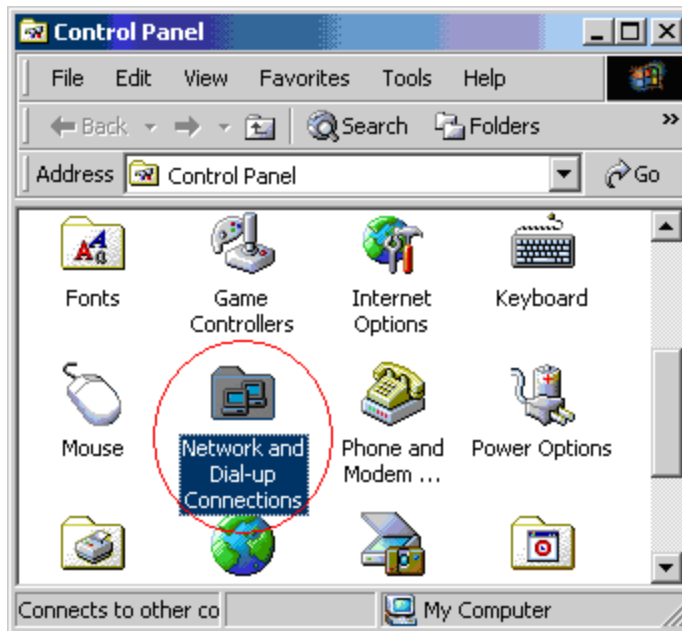 Control Panel
File Edit View Favorites Tools Help
Back Search Folders »
Address Control Panel Go
Fonts
Game
Controllers
Internet
Options
Keyboard
Mouse
Network and
Dial-up
Connections
Phone and
Modem ...
Power Options
Connects to other co
My Computer